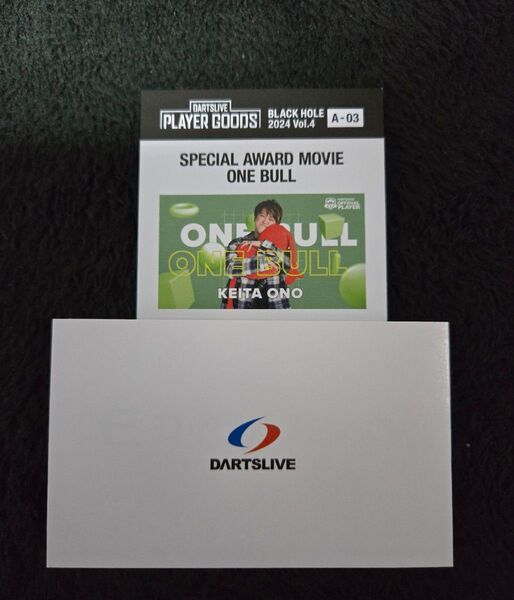 DARTSLIVE
PLAYER GOODS
BLACK HOLE
2024 Vol.4
A-03
SPECIAL AWARD MOVIE
ONE BULL
OFFICIAL
PLAYER
ONE BULL
ONE BULL
KEITA ONO
DARTSLIVE